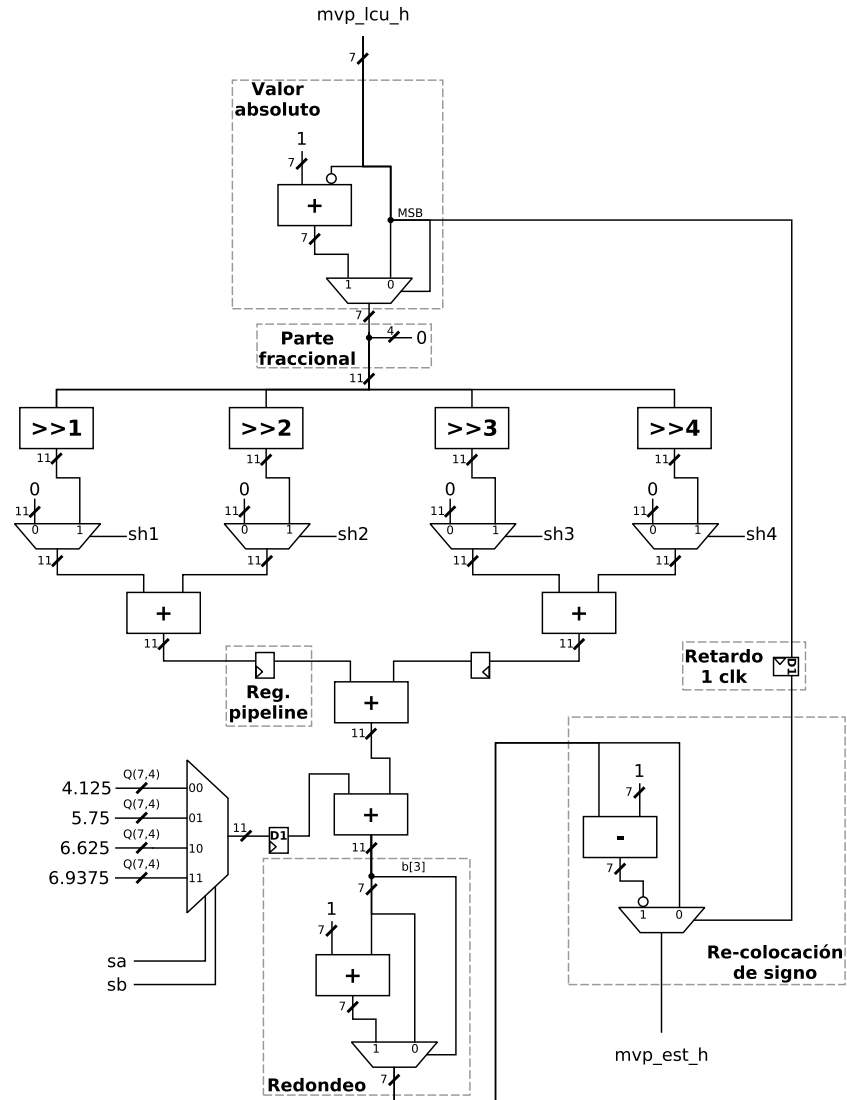 mvp_lcu_h
7
Valor
absoluto
1
7
+
MSB
7
1 0
7
Parte
fraccional
4 0
11
>>1 >>2 >>3 >>4
11 11 11 11
0 0 0 0
11 11 11 11
0 1 0 1 0 1 0 1
sh1 sh2 sh3 sh4
11 11 11 11
+ +
11 11
Retardo
1 clk
D1
Reg.
pipeline
+
11
4.125 Q(7,4) 00
5.75 Q(7,4) 01
6.625 Q(7,4) 10
6.9375 Q(7,4) 11
11
D1
+
11
b[3]
7
1
7
+
7
1 0
7
Redondeo
sa
sb
1
7
-
7
1 0
Re-colocación
de signo
mvp_est_h